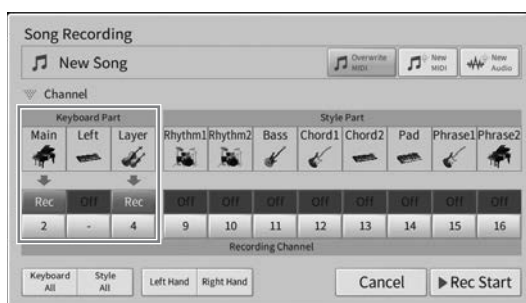 Song Recording
New Song
Overwrite MIDI
New MIDI
New Audio
Channel
Keyboard Part Style Part
Main Left Layer Rhythm1 Rhythm2 Bass Chord1 Chord2 Pad Phrase1 Phrase2
Rec Off Rec Off Off Off Off Off Off Off Off
2 - 4 9 10 11 12 13 14 15 16
Recording Channel
Keyboard All
Style All
Left Hand
Right Hand
Cancel
Rec Start